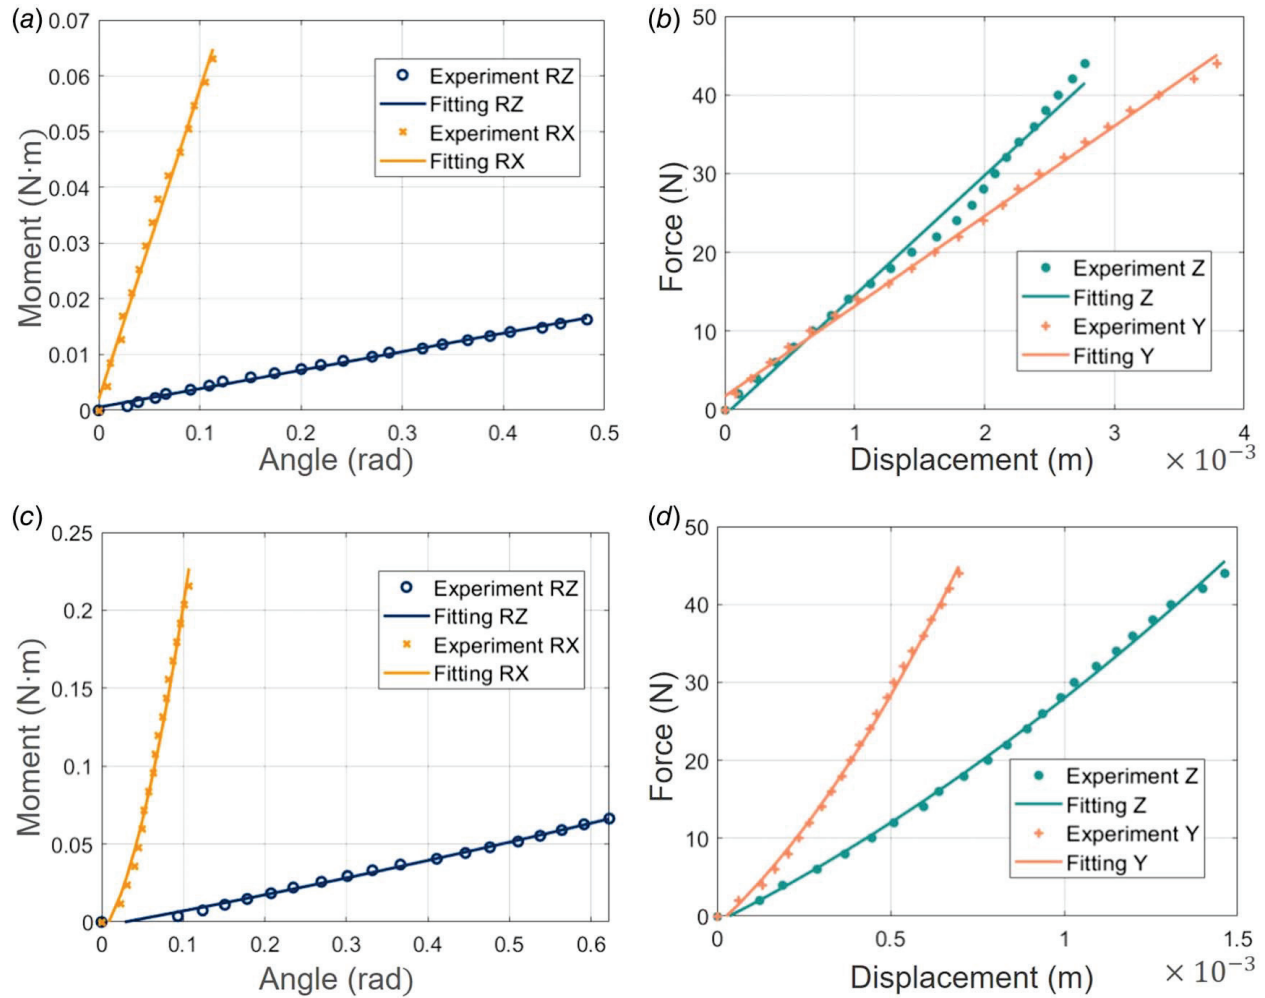 (a)
0.07
0.06
0.05
0.04
0.03
0.02
0.01
0
Moment (N·m)
Experiment RZ
Fitting RZ
Experiment RX
Fitting RX
0 0.1 0.2 0.3 0.4 0.5
Angle (rad)
(b)
50
40
30
20
10
0
Force (N)
Experiment Z
Fitting Z
Experiment Y
Fitting Y
0 1 2 3 4
Displacement (m) × 10⁻³
(c)
0.25
0.2
0.15
0.1
0.05
0
Moment (N·m)
Experiment RZ
Fitting RZ
Experiment RX
Fitting RX
0 0.1 0.2 0.3 0.4 0.5 0.6
Angle (rad)
(d)
50
40
30
20
10
0
Force (N)
Experiment Z
Fitting Z
Experiment Y
Fitting Y
0 0.5 1 1.5
Displacement (m) × 10⁻³